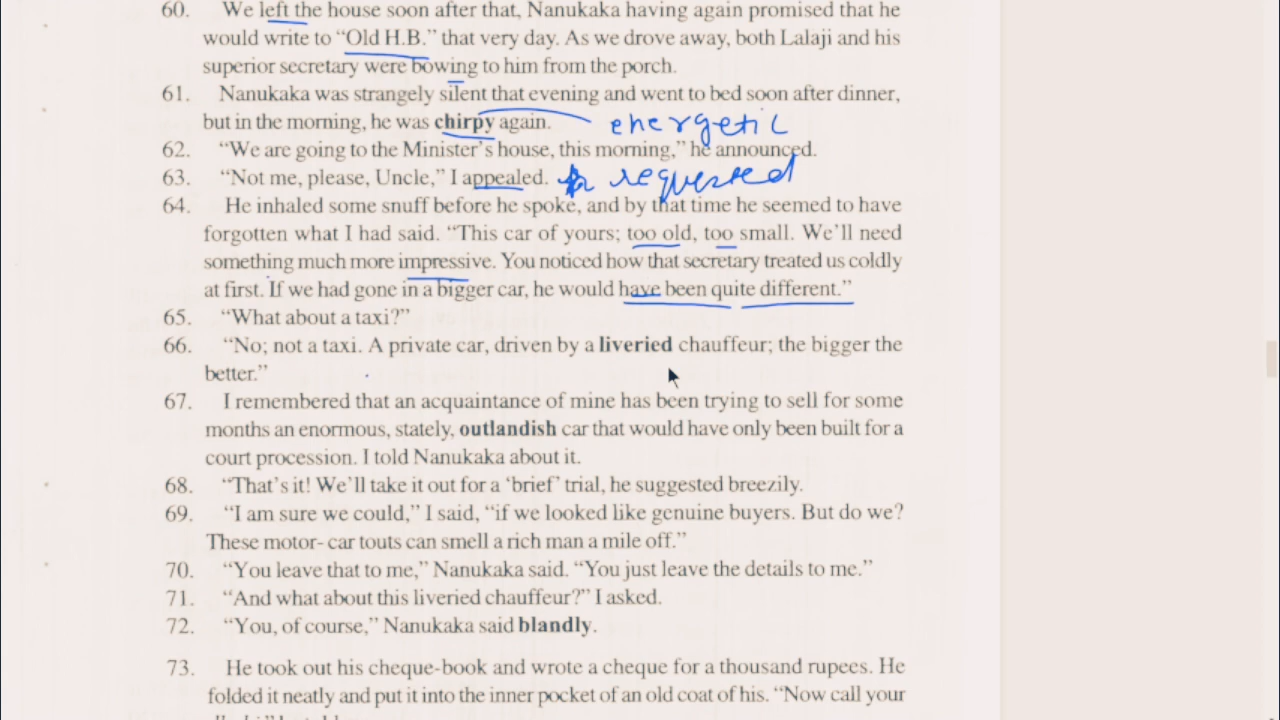 60. We left the house soon after that, Nanukaka having again promised that he
would write to “Old H.B.” that very day. As we drove away, both Lalaji and his
superior secretary were bowing to him from the porch.
61. Nanukaka was strangely silent that evening and went to bed soon after dinner,
but in the morning, he was chirpy again. energetic
62. “We are going to the Minister’s house, this morning,” he announced.
63. “Not me, please, Uncle,” I appealed. requested
64. He inhaled some snuff before he spoke, and by that time he seemed to have
forgotten what I had said. “This car of yours; too old, too small. We’ll need
something much more impressive. You noticed how that secretary treated us coldly
at first. If we had gone in a bigger car, he would have been quite different.”
65. “What about a taxi?”
66. “No; not a taxi. A private car, driven by a liveried chauffeur; the bigger the
better.”
67. I remembered that an acquaintance of mine has been trying to sell for some
months an enormous, stately, outlandish car that would have only been built for a
court procession. I told Nanukaka about it.
68. “That’s it! We’ll take it out for a ‘brief’ trial, he suggested breezily.
69. “I am sure we could,” I said, “if we looked like genuine buyers. But do we?
These motor- car touts can smell a rich man a mile off.”
70. “You leave that to me,” Nanukaka said. “You just leave the details to me.”
71. “And what about this liveried chauffeur?” I asked.
72. “You, of course,” Nanukaka said blandly.
73. He took out his cheque-book and wrote a cheque for a thousand rupees. He
folded it neatly and put it into the inner pocket of an old coat of his. “Now call your